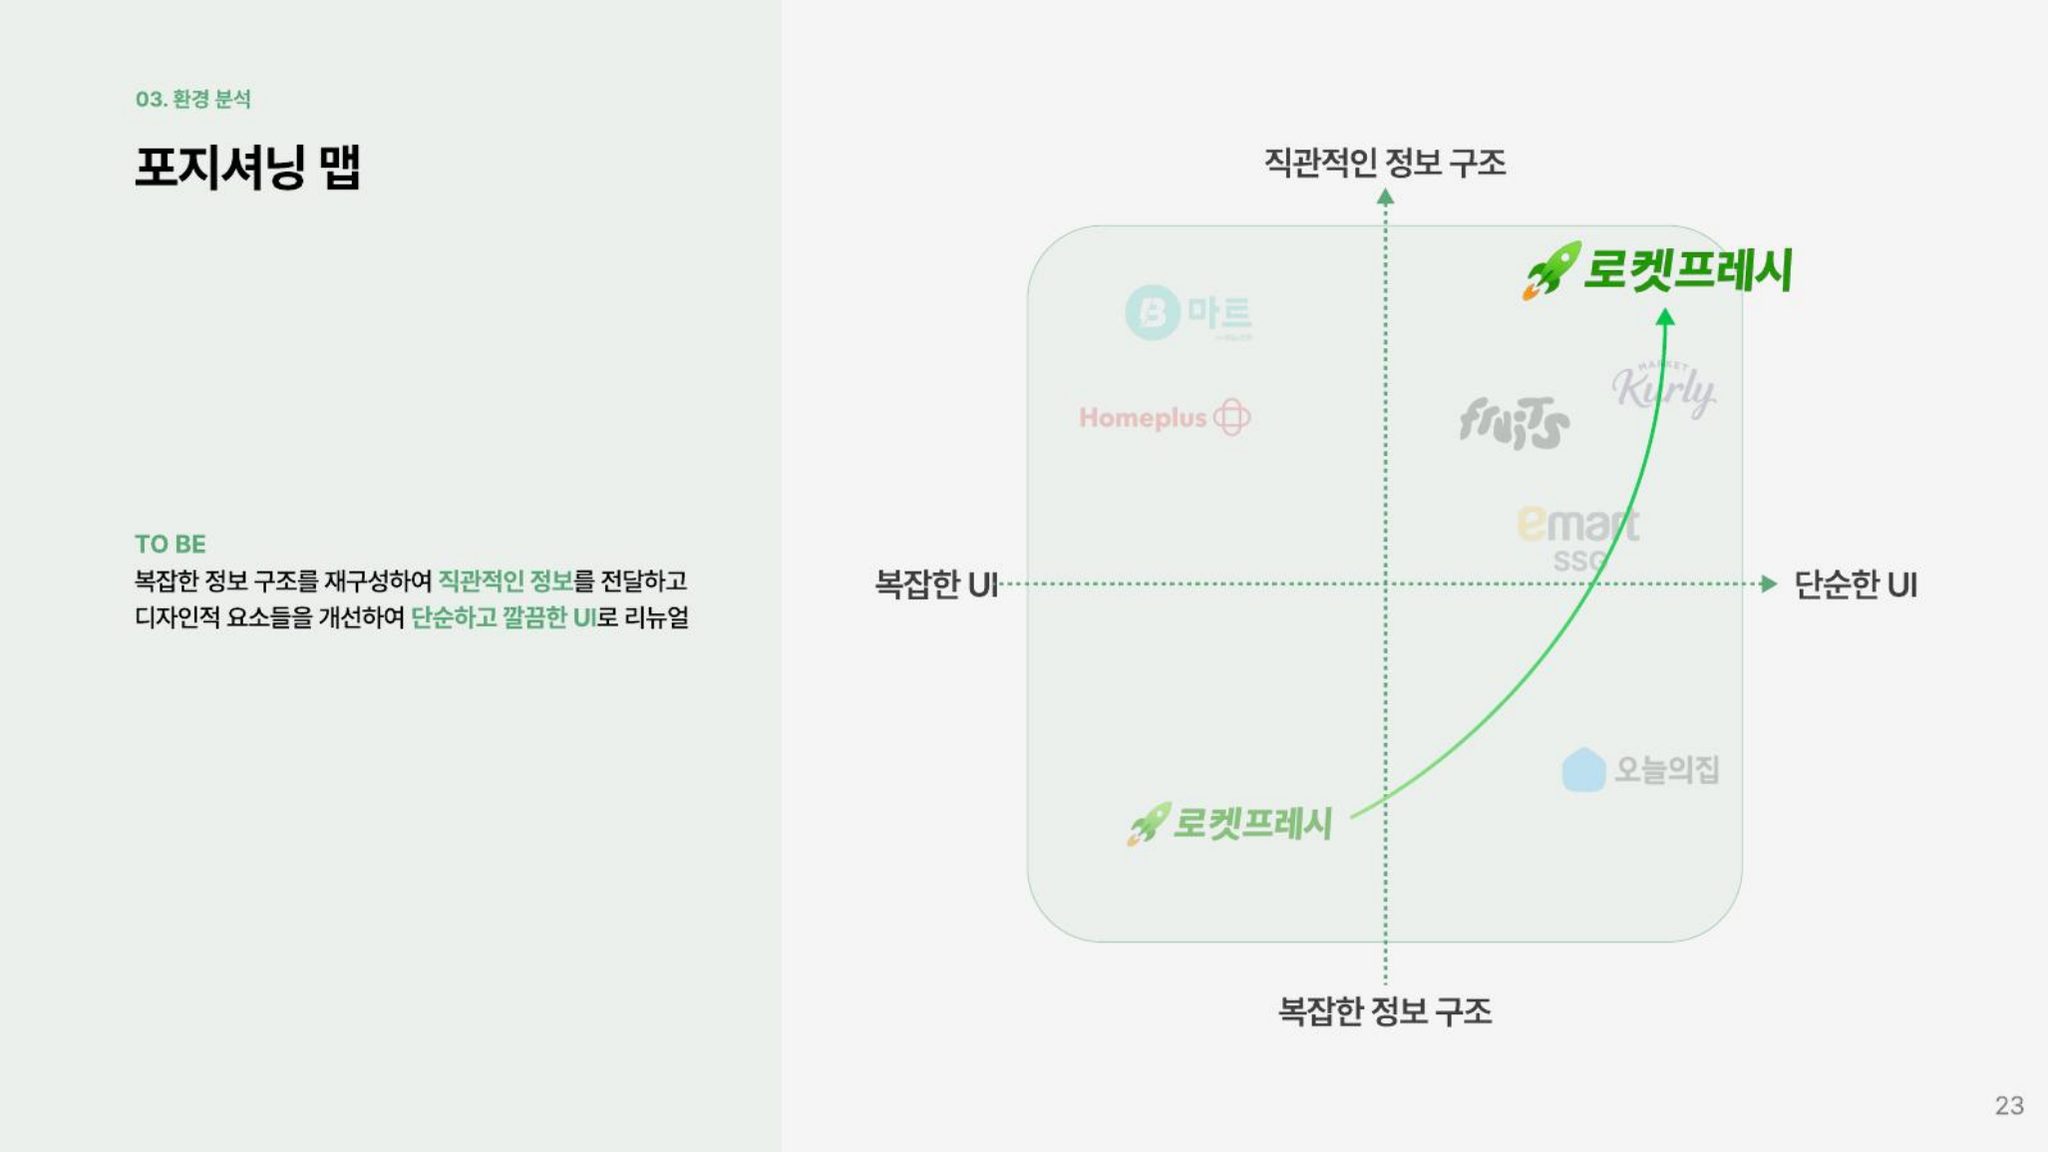 03. 환경 분석
포지셔닝 맵
TO BE
복잡한 정보 구조를 재구성하여 직관적인 정보를 전달하고
디자인적 요소들을 개선하여 단순하고 깔끔한 UI로 리뉴얼
직관적인 정보 구조
로켓프레시
B 마트
MARKET
Kurly
Homeplus
fruiTs
emart
SSG
복잡한 UI
단순한 UI
오늘의집
로켓프레시
복잡한 정보 구조
23